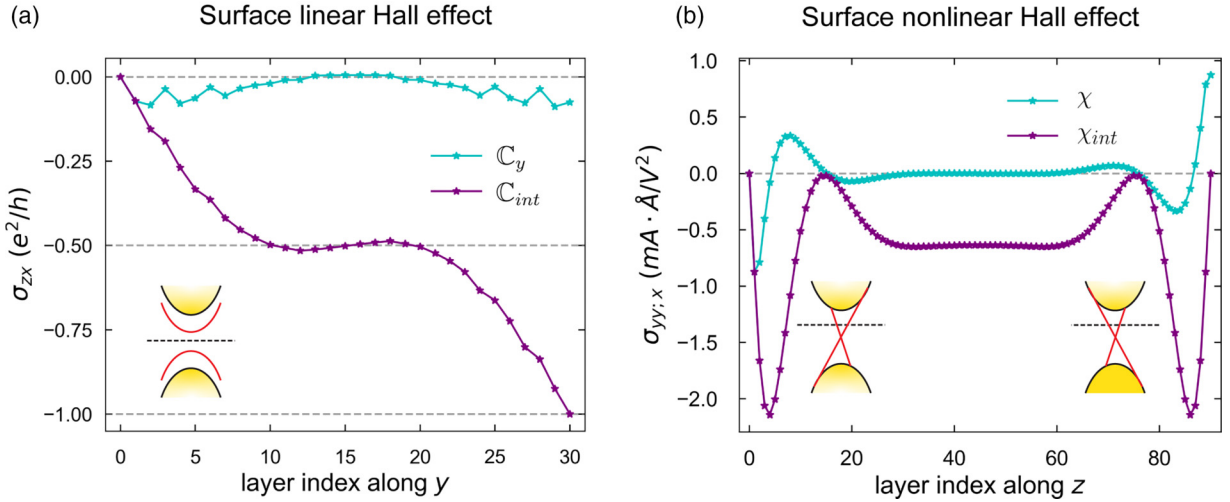 (a) Surface linear Hall effect
0.00
−0.25
−0.50
−0.75
−1.00
σzx (e²/h)
ℂy
ℂint
0 5 10 15 20 25 30
layer index along y
(b) Surface nonlinear Hall effect
1.0
0.5
0.0
−0.5
−1.0
−1.5
−2.0
σyy; x (mA · Å/V²)
χ
χint
0 20 40 60 80
layer index along z